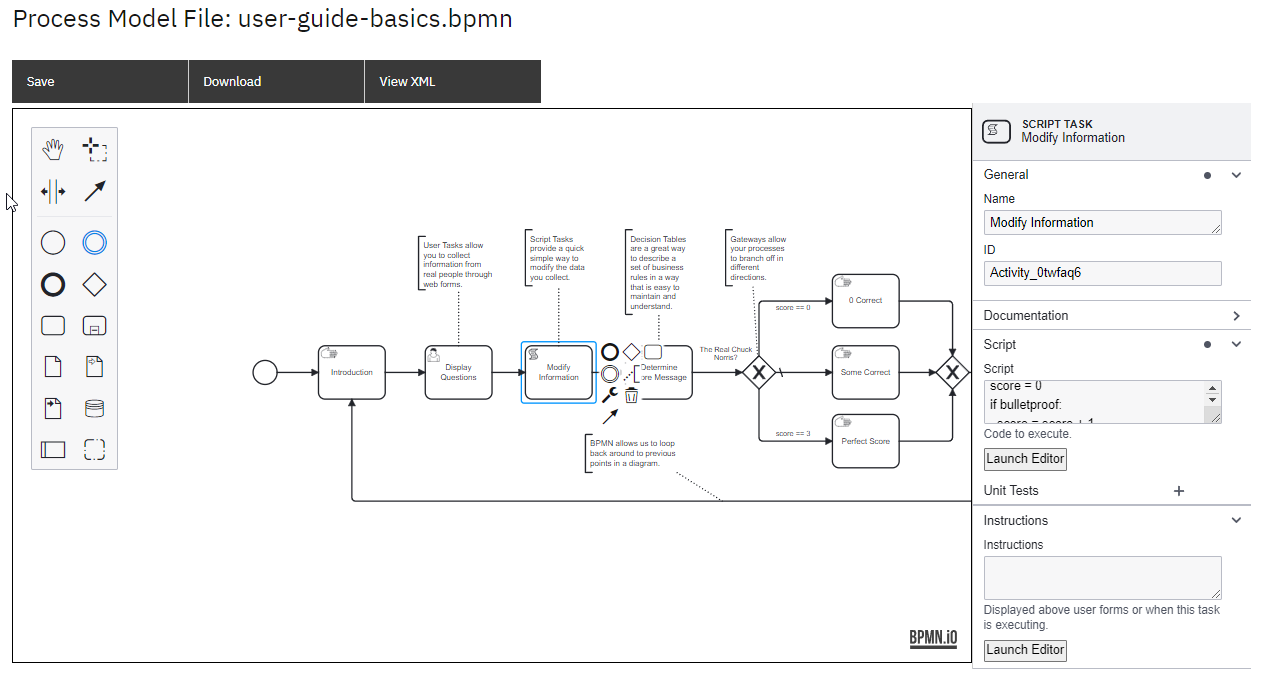 Process Model File: user-guide-basics.bpmn
Save
Download
View XML
User Tasks allow
you to collect
information from
real people through
web forms.
Script Tasks
provide a quick
simple way to
modify the data
you collect.
Decision Tables
are a great way
to describe a
set of business
rules in a way
that is easy to
maintain and
understand.
Gateways allow
your processes
to branch off in
different
directions.
Introduction
Display
Questions
Modify
Information
Determine
ore Message
The Real Chuck
Norris?
score == 0
0 Correct
Some Correct
score == 3
Perfect Score
BPMN allows us to loop
back around to previous
points in a diagram.
BPMN.iO
SCRIPT TASK
Modify Information
General
Name
Modify Information
ID
Activity_0twfaq6
Documentation
Script
Script
score = 0
if bulletproof:
score = score + 1
Code to execute.
Launch Editor
Unit Tests
Instructions
Instructions
Displayed above user forms or when this task
is executing.
Launch Editor